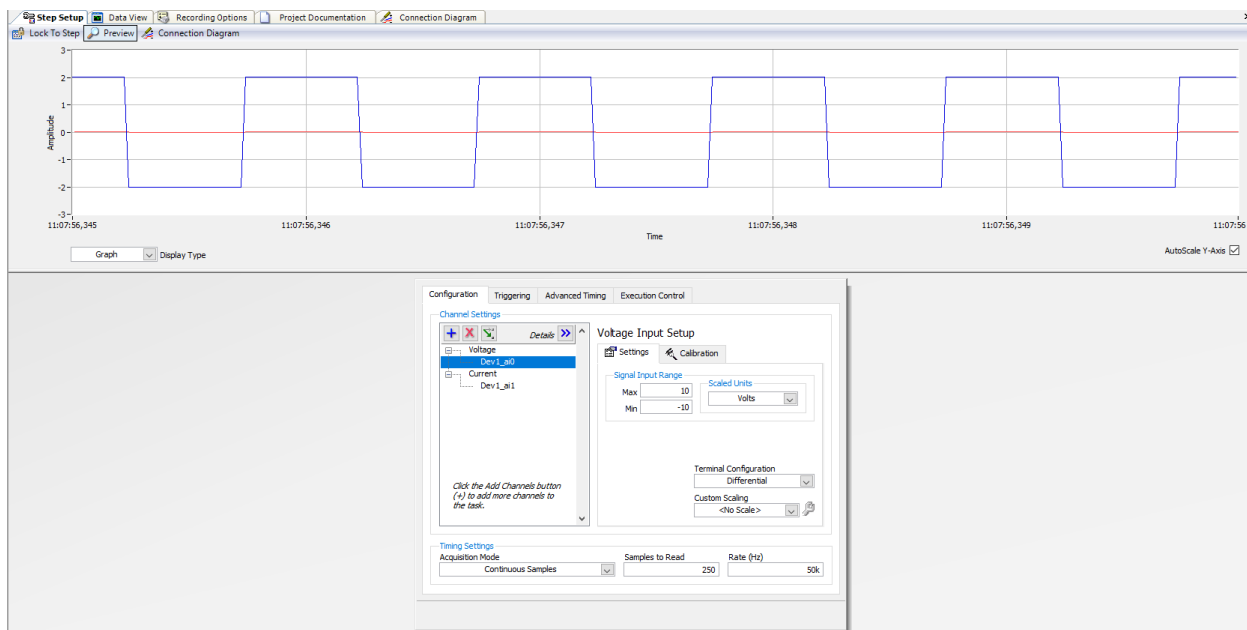 Step Setup Data View Recording Options Project Documentation Connection Diagram
Lock To Step Preview Connection Diagram
3
2
1
0
-1
-2
-3
Amplitude
11:07:56,345 11:07:56,346 11:07:56,347 11:07:56,348 11:07:56,349 11:07:56
Time
Graph Display Type AutoScale Y-Axis
Configuration Triggering Advanced Timing Execution Control
Channel Settings
Details
Voltage
Dev1_ai0
Current
Dev1_ai1
Click the Add Channels button
(+) to add more channels to
the task.
Voltage Input Setup
Settings Calibration
Signal Input Range
Max 10
Min -10
Scaled Units
Volts
Terminal Configuration
Differential
Custom Scaling
<No Scale>
Timing Settings
Acquisition Mode Samples to Read Rate (Hz)
Continuous Samples 250 50k